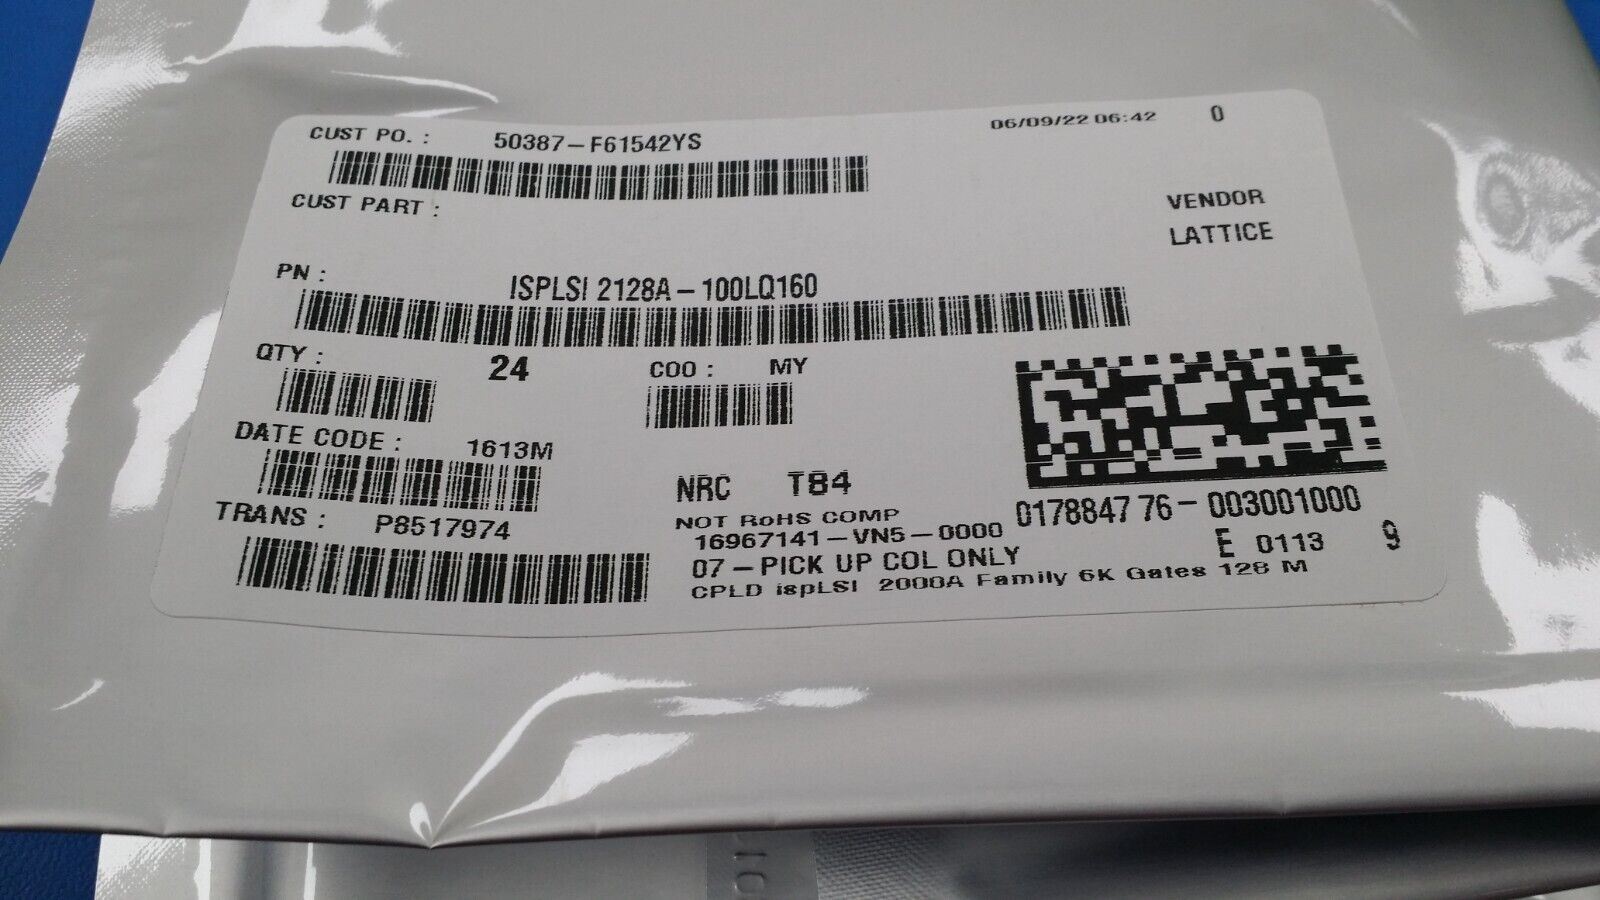 CUST PO. : 50387-F61542YS 06/09/22 06:42 0
CUST PART :
VENDOR
LATTICE
PN : ISPLSI 2128A-100LQ160
QTY : 24 COO : MY
DATE CODE : 1613M
NRC TB4
TRANS : P8517974
NOT RoHS COMP
16967141-VN5-0000
017884776-003001000
07-PICK UP COL ONLY
E 0113 9
CPLD ispLSI 2000A Family 6K Gates 128 M